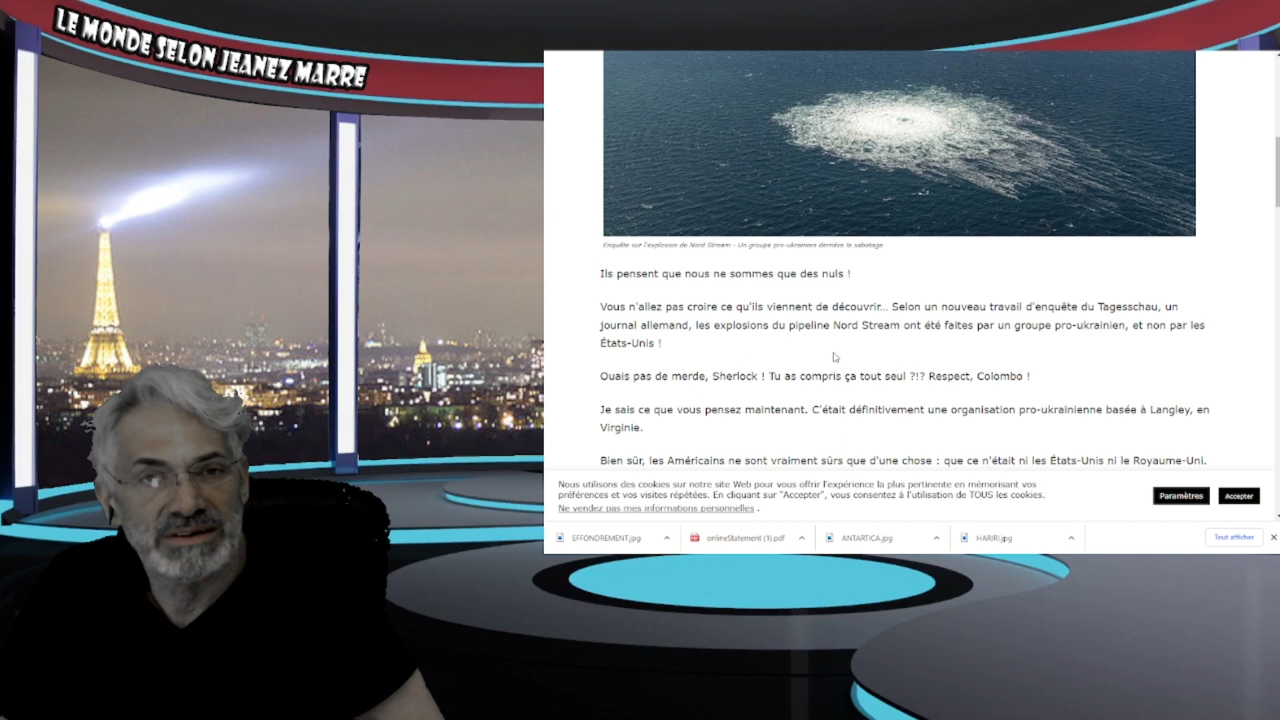 LE MONDE SELON JEANEZ MARRE
Enquête sur l'explosion de Nord Stream - Un groupe pro-ukrainien derrière le sabotage
Ils pensent que nous ne sommes que des nuls !
Vous n'allez pas croire ce qu'ils viennent de découvrir... Selon un nouveau travail d'enquête du Tagesschau, un
journal allemand, les explosions du pipeline Nord Stream ont été faites par un groupe pro-ukrainien, et non par les
États-Unis !
Ouais pas de merde, Sherlock ! Tu as compris ça tout seul ?!? Respect, Colombo !
Je sais ce que vous pensez maintenant. C'était définitivement une organisation pro-ukrainienne basée à Langley, en
Virginie.
Bien sûr, les Américains ne sont vraiment sûrs que d'une chose : que ce n'était ni les États-Unis ni le Royaume-Uni.
Nous utilisons des cookies sur notre site Web pour vous offrir l'expérience la plus pertinente en mémorisant vos
préférences et vos visites répétées. En cliquant sur "Accepter", vous consentez à l'utilisation de TOUS les cookies.
Ne vendez pas mes informations personnelles .
Paramètres
Accepter
EFFONDREMENT.jpg
onlineStatement (1).pdf
ANTARTICA.jpg
HARIRI.jpg
Tout afficher